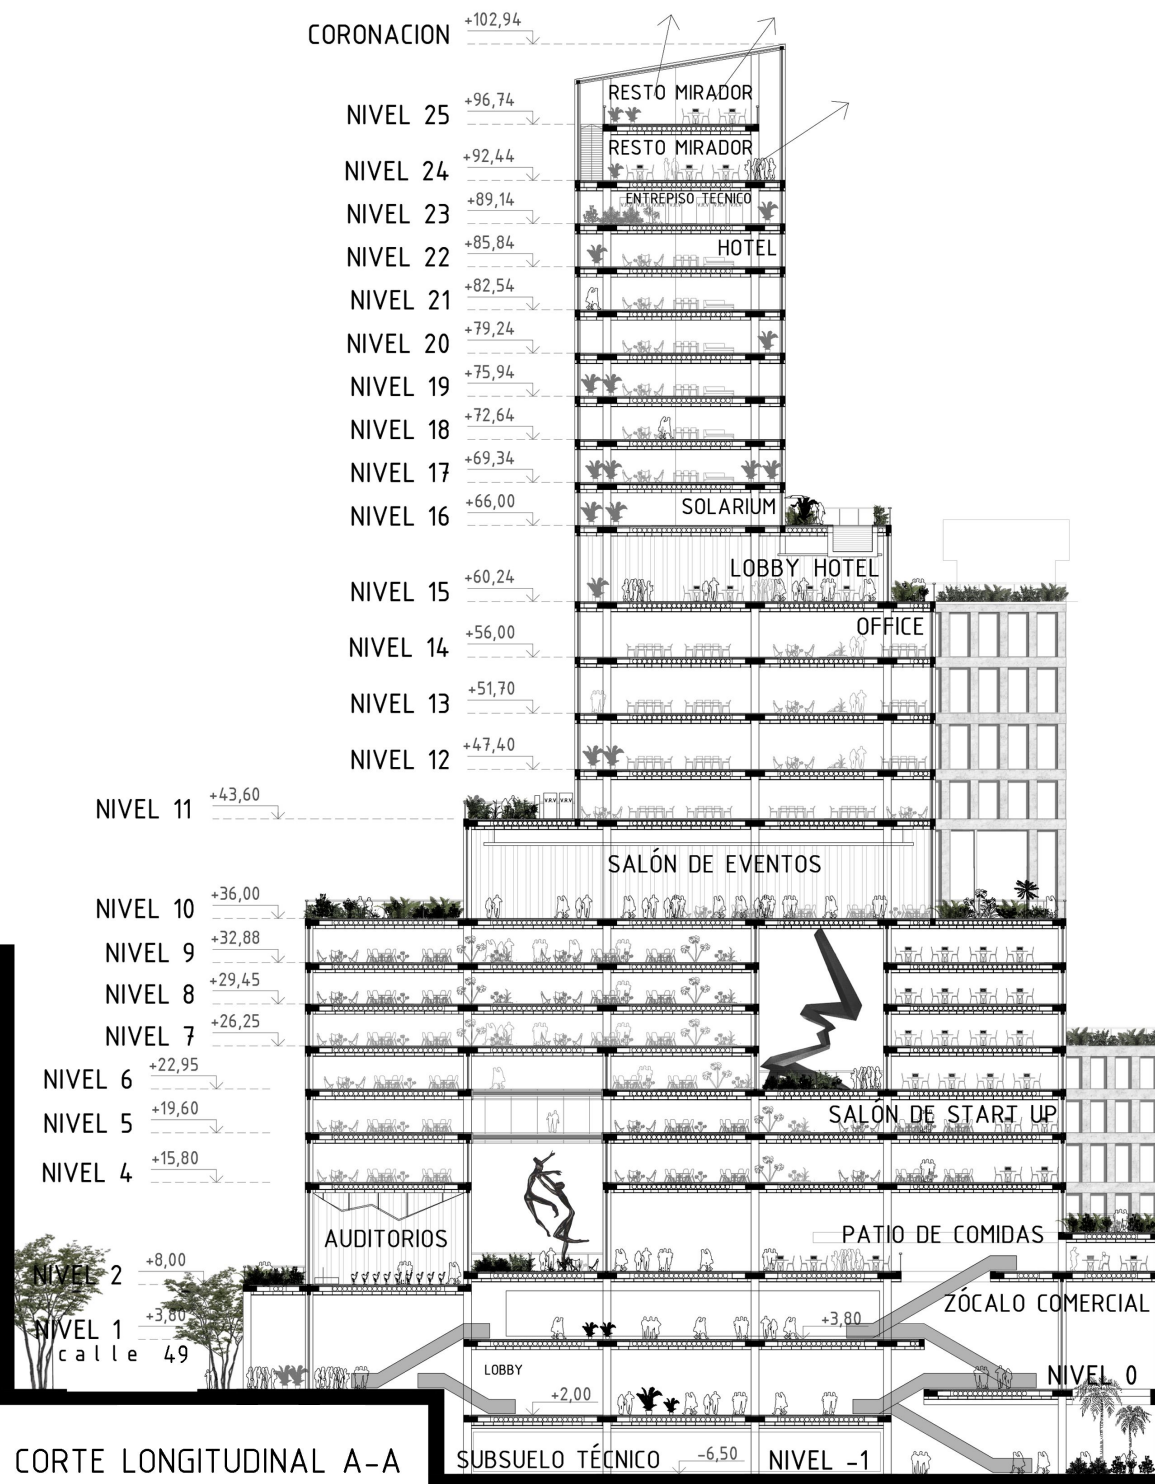 CORONACION +102,94
RESTO MIRADOR
NIVEL 25 +96,74
RESTO MIRADOR
NIVEL 24 +92,44
ENTREPISO TECNICO
NIVEL 23 +89,14
HOTEL
NIVEL 22 +85,84
NIVEL 21 +82,54
NIVEL 20 +79,24
NIVEL 19 +75,94
NIVEL 18 +72,64
NIVEL 17 +69,34
NIVEL 16 +66,00
SOLARIUM
LOBBY HOTEL
NIVEL 15 +60,24
OFFICE
NIVEL 14 +56,00
NIVEL 13 +51,70
NIVEL 12 +47,40
V.R.V V.R.V
NIVEL 11 +43,60
SALÓN DE EVENTOS
NIVEL 10 +36,00
NIVEL 9 +32,88
NIVEL 8 +29,45
NIVEL 7 +26,25
NIVEL 6 +22,95
NIVEL 5 +19,60
SALÓN DE START UP
NIVEL 4 +15,80
AUDITORIOS
PATIO DE COMIDAS
NIVEL 2 +8,00
ZÓCALO COMERCIAL
NIVEL 1 +3,80
+3,80
calle 49
LOBBY
NIVEL 0
+2,00
CORTE LONGITUDINAL A-A
SUBSUELO TÉCNICO -6,50 NIVEL -1